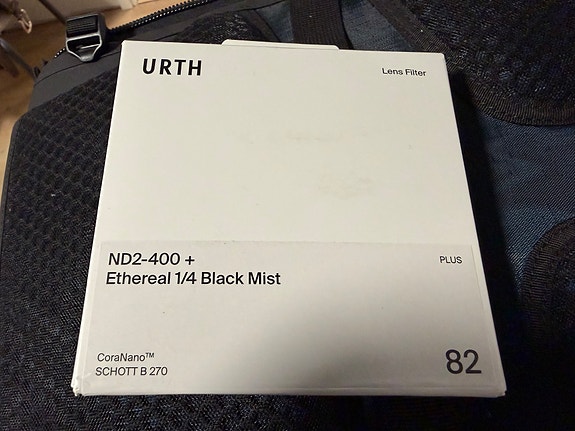 URTH
Lens Filter
ND2-400 +
Ethereal 1/4 Black Mist
PLUS
CoraNano™
SCHOTT B 270
82